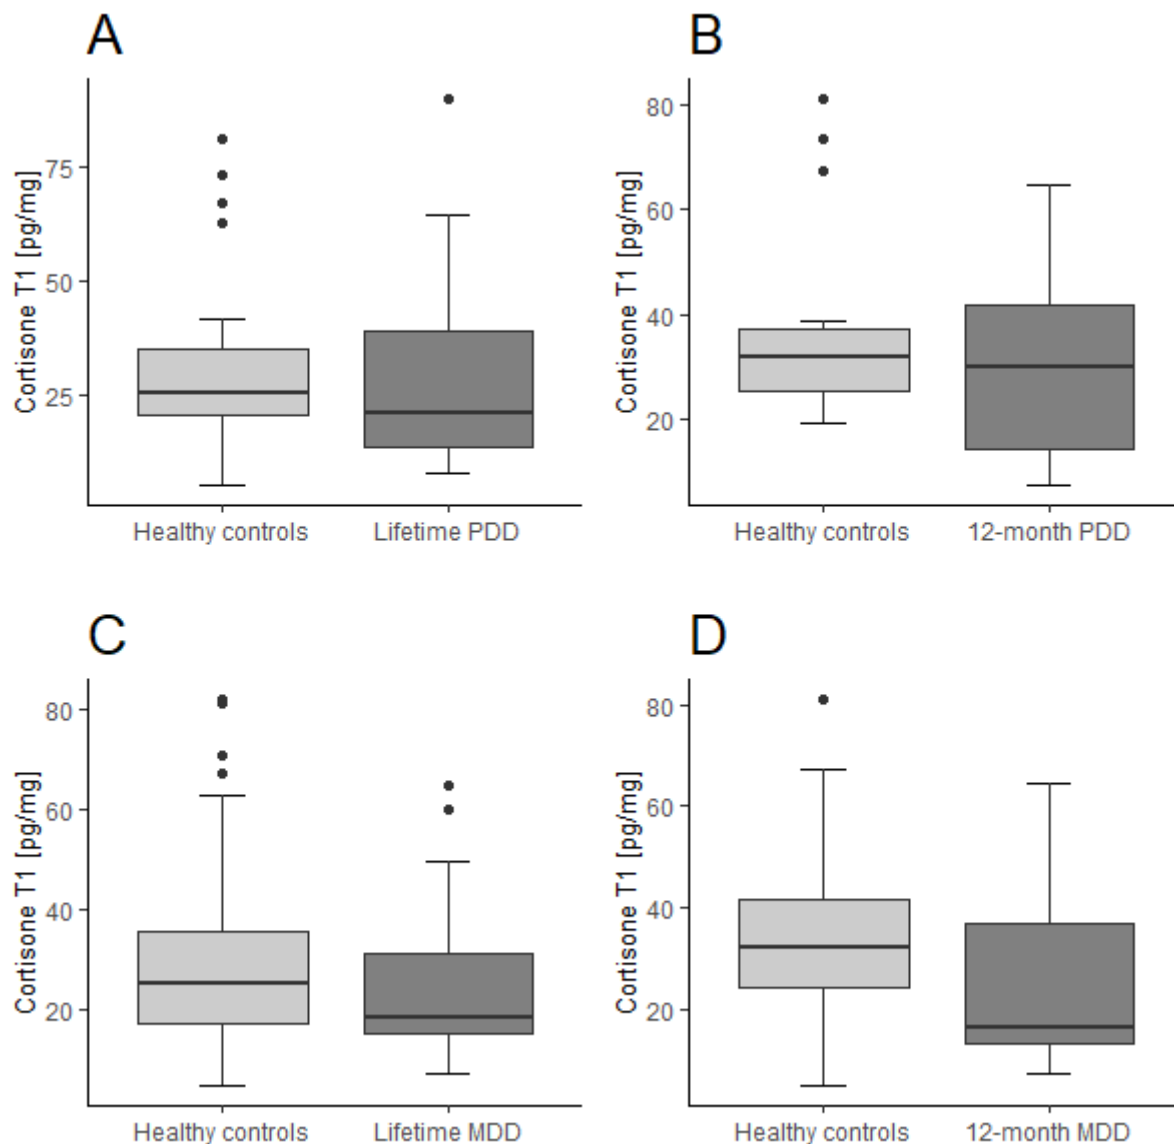 A
Cortisone T1 [pg/mg]
75
50
25
Healthy controls
Lifetime PDD
B
Cortisone T1 [pg/mg]
80
60
40
20
Healthy controls
12-month PDD
C
Cortisone T1 [pg/mg]
80
60
40
20
Healthy controls
Lifetime MDD
D
Cortisone T1 [pg/mg]
80
60
40
20
Healthy controls
12-month MDD